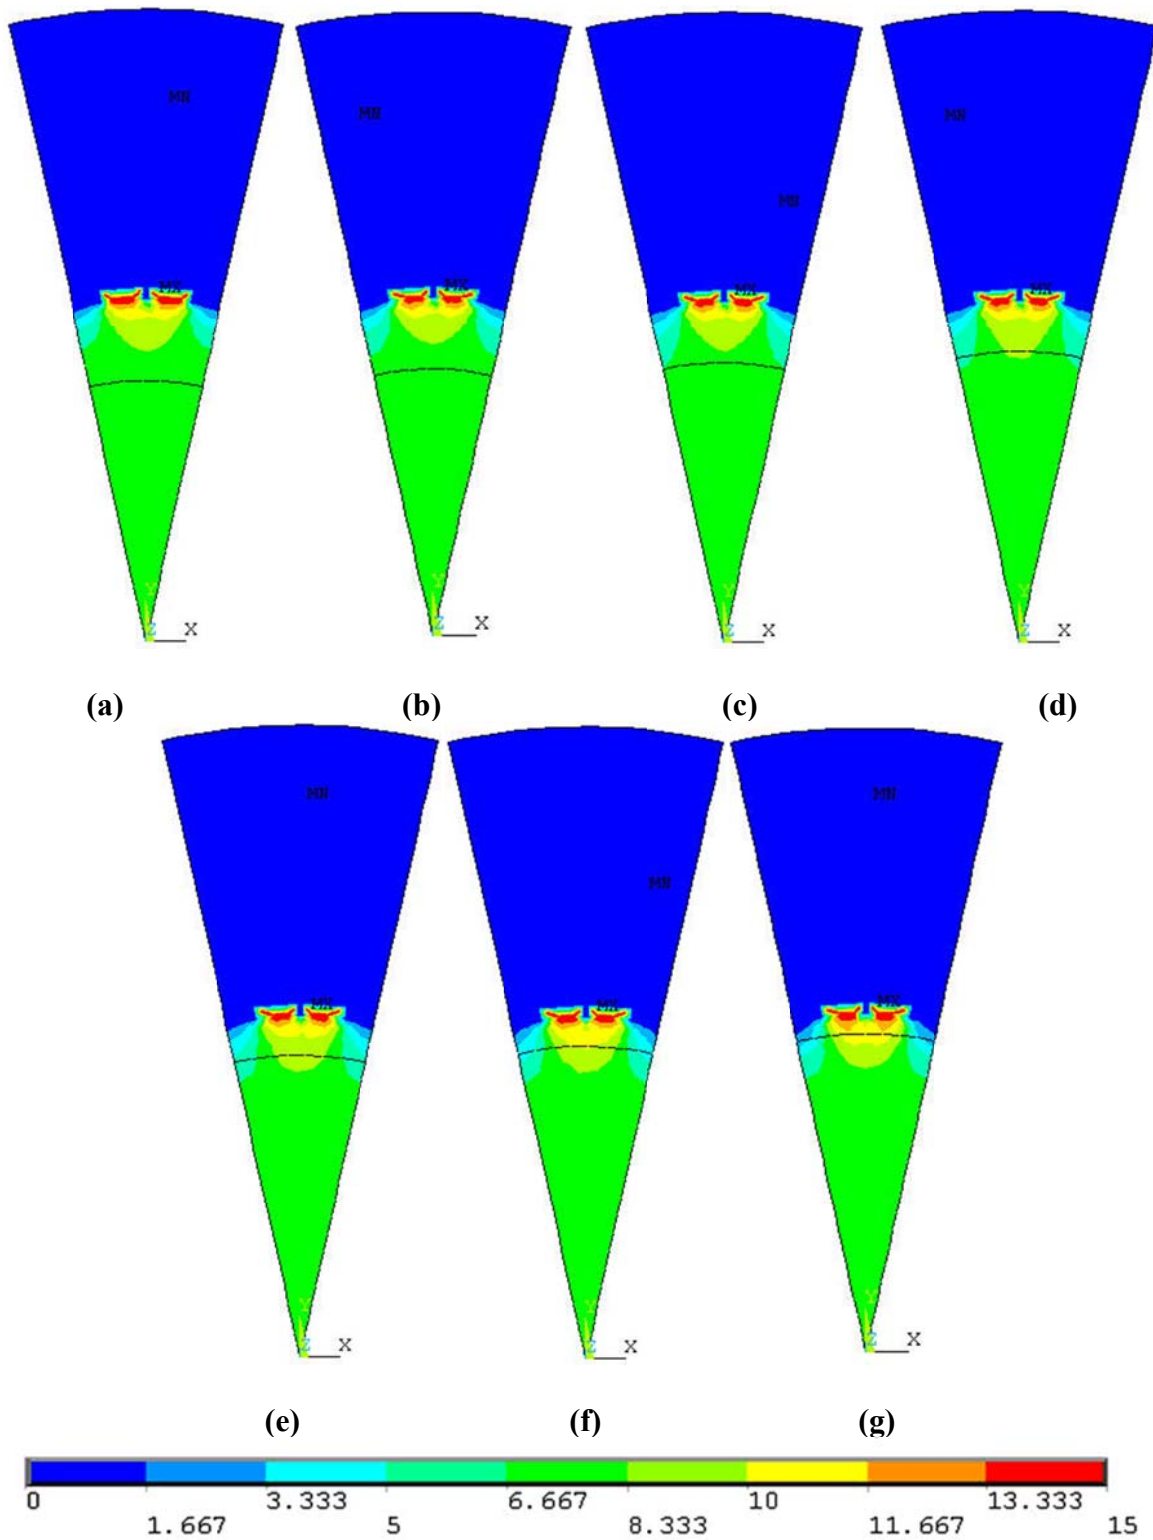 MN MN MN MN
MX MX MX MX
Y Y Y Y
Z X Z X Z X Z X
(a) (b) (c) (d)
MN MN MN
MX MX MX
Y Y Y
Z X Z X Z X
(e) (f) (g)
0 3.333 6.667 10 13.333
1.667 5 8.333 11.667 15